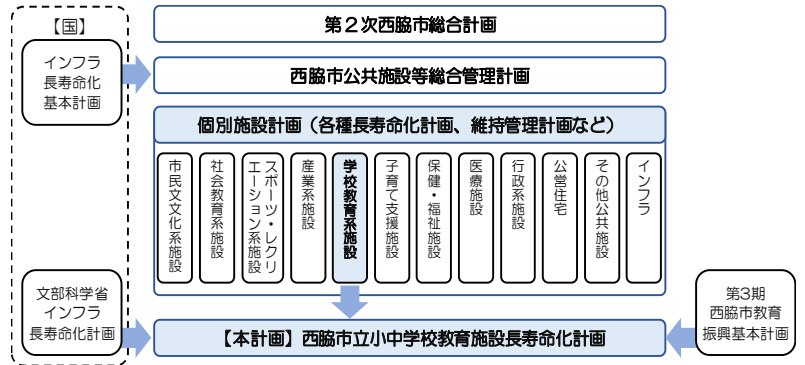 【国】
インフラ
長寿命化
基本計画
第2次西脇市総合計画
西脇市公共施設等総合管理計画
個別施設計画（各種長寿命化計画、維持管理計画など）
市民文文化系施設
社会教育系施設
スポーツ・レクリ
エーション系施設
産業系施設
学校教育系施設
子育て支援施設
保健・福祉施設
医療施設
行政系施設
公営住宅
その他公共施設
インフラ
文部科学省
インフラ
長寿命化計画
【本計画】西脇市立小中学校教育施設長寿命化計画
第3期
西脇市教育
振興基本計画